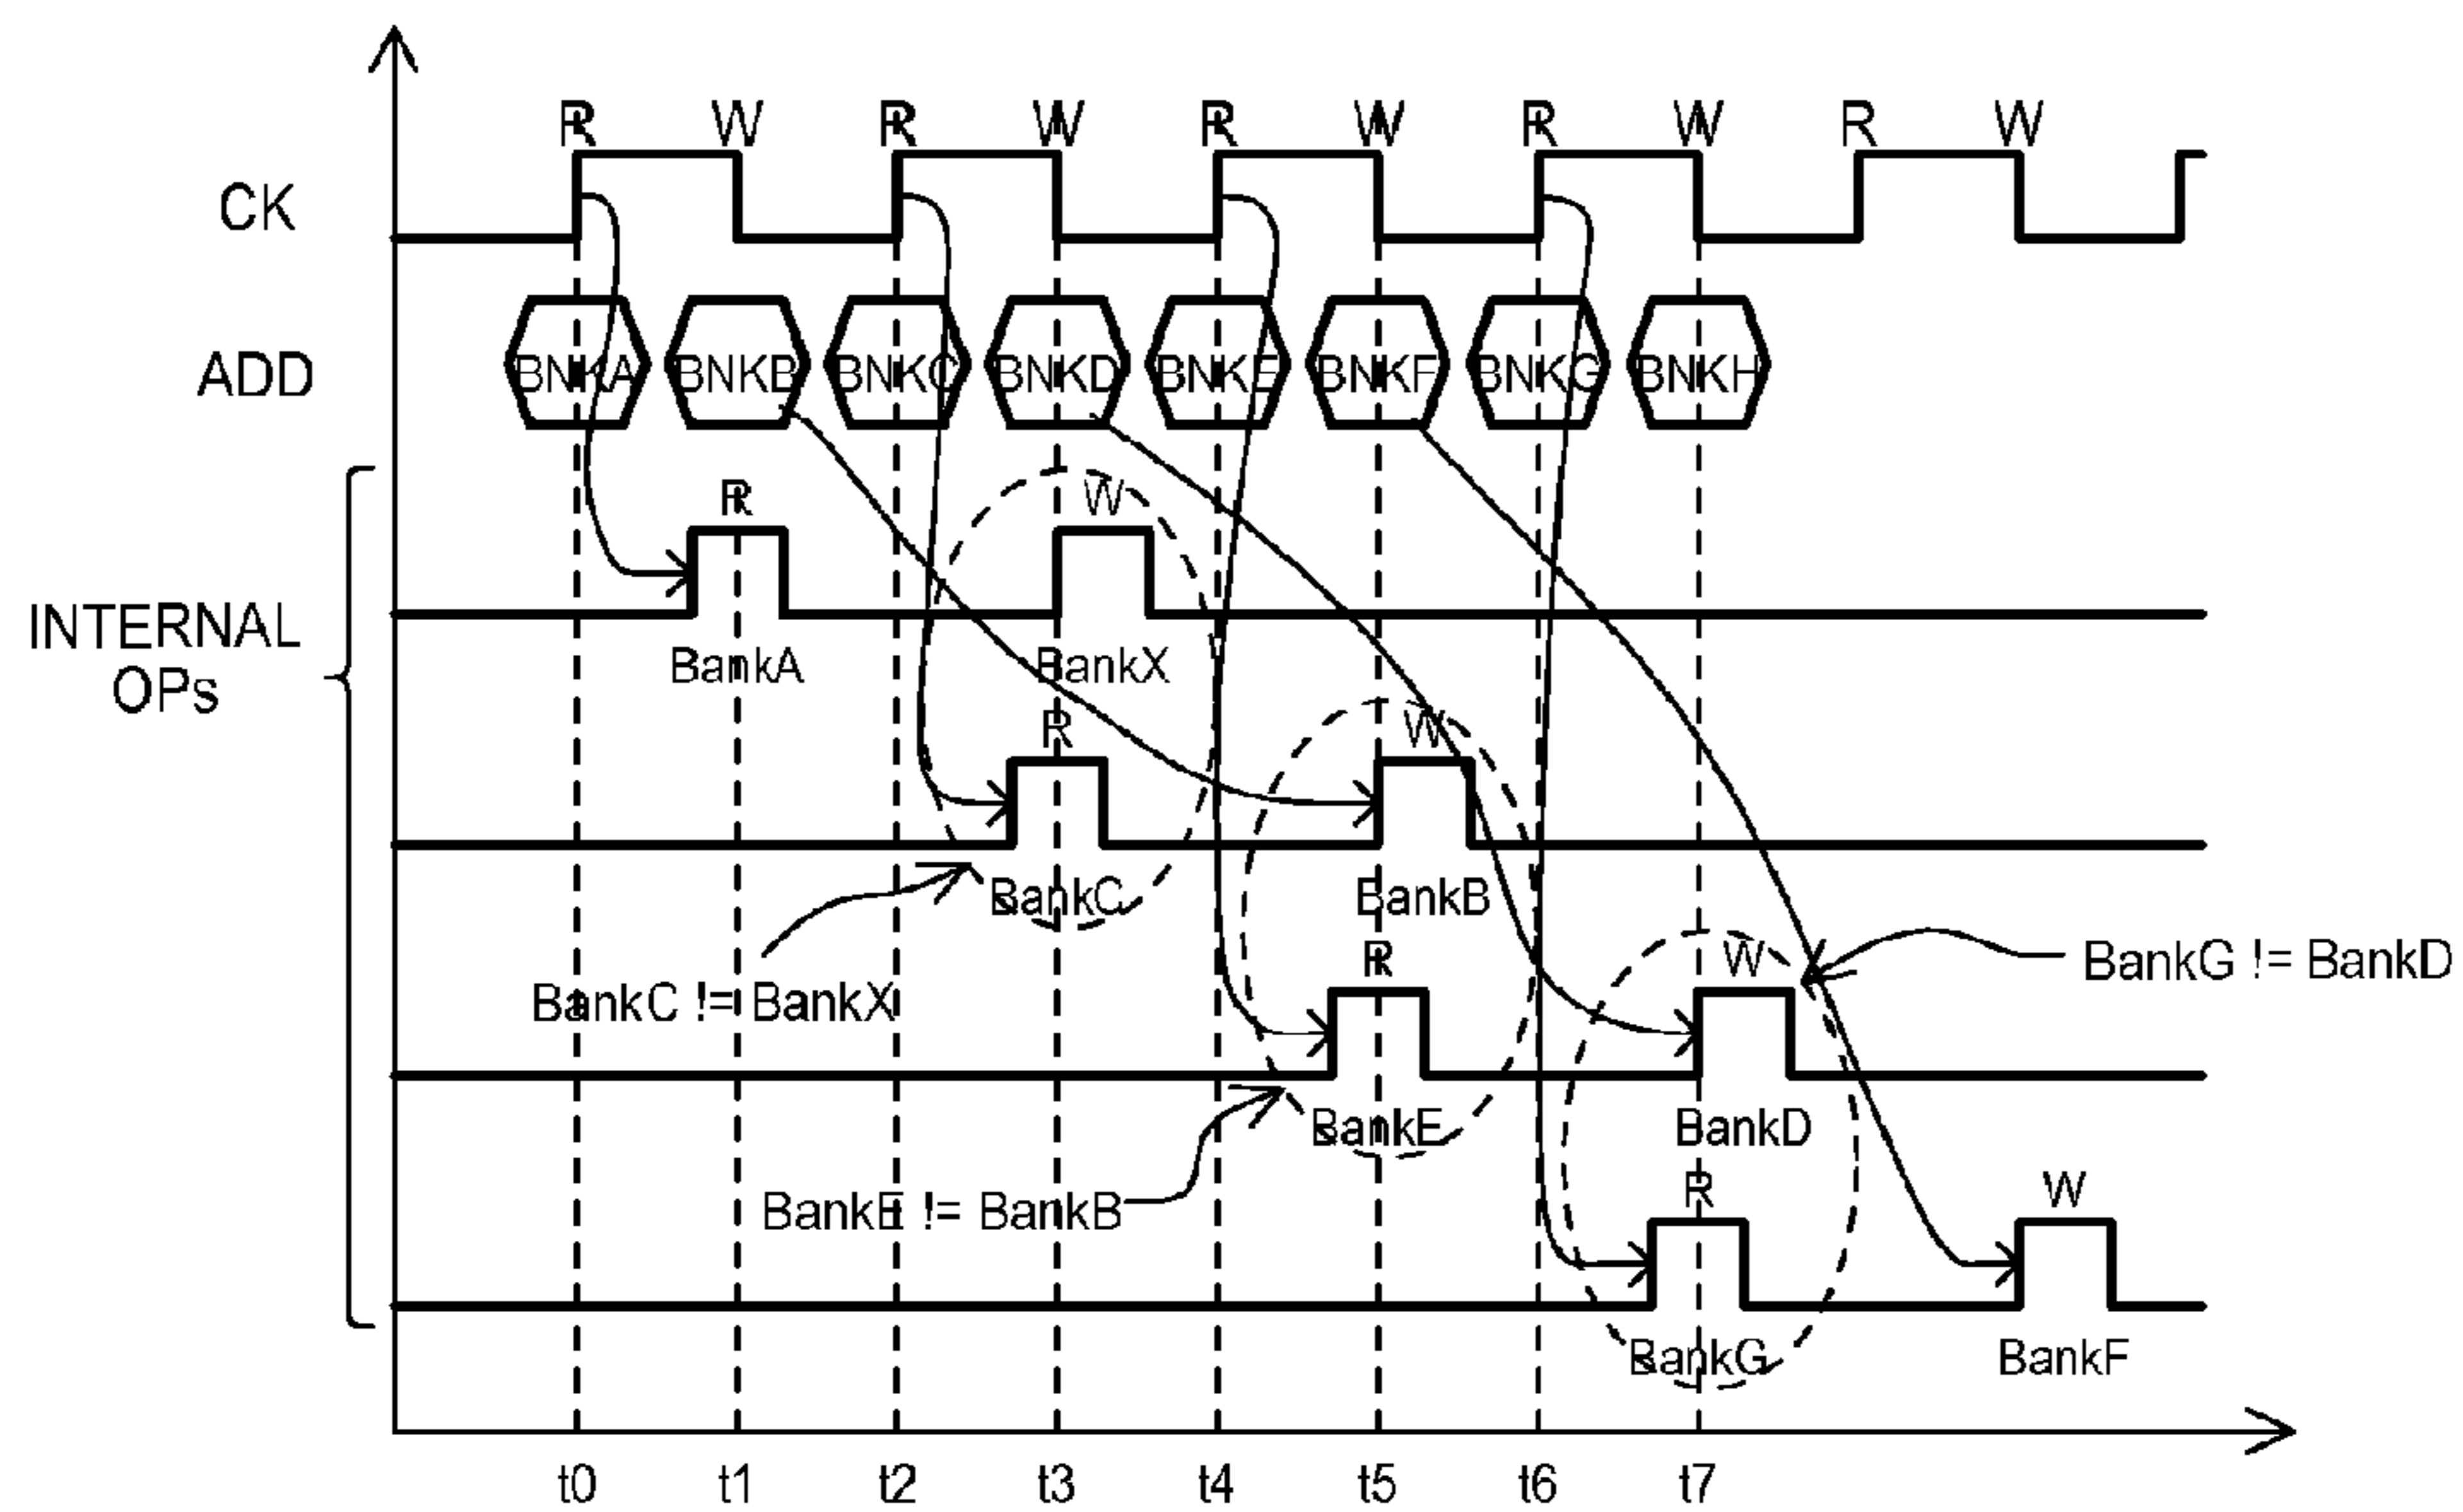 R W R W R W R W R W
CK
ADD BNKA BNKB BNKC BNKD BNKE BNKF BNKG BNKH
R W
INTERNAL
OPs
BankA BankX
R W
BankC BankB
BankC != BankX
R W
BankG != BankD
BankE BankD
BankE != BankB
R W
BankG BankF
t0 t1 t2 t3 t4 t5 t6 t7